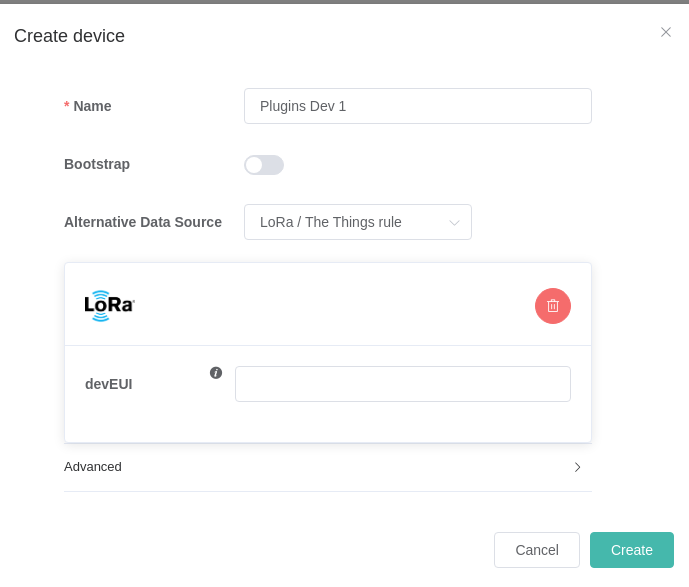 Create device
* Name
Plugins Dev 1
Bootstrap
Alternative Data Source
LoRa / The Things rule
LoRa
devEUI
Advanced
Cancel
Create